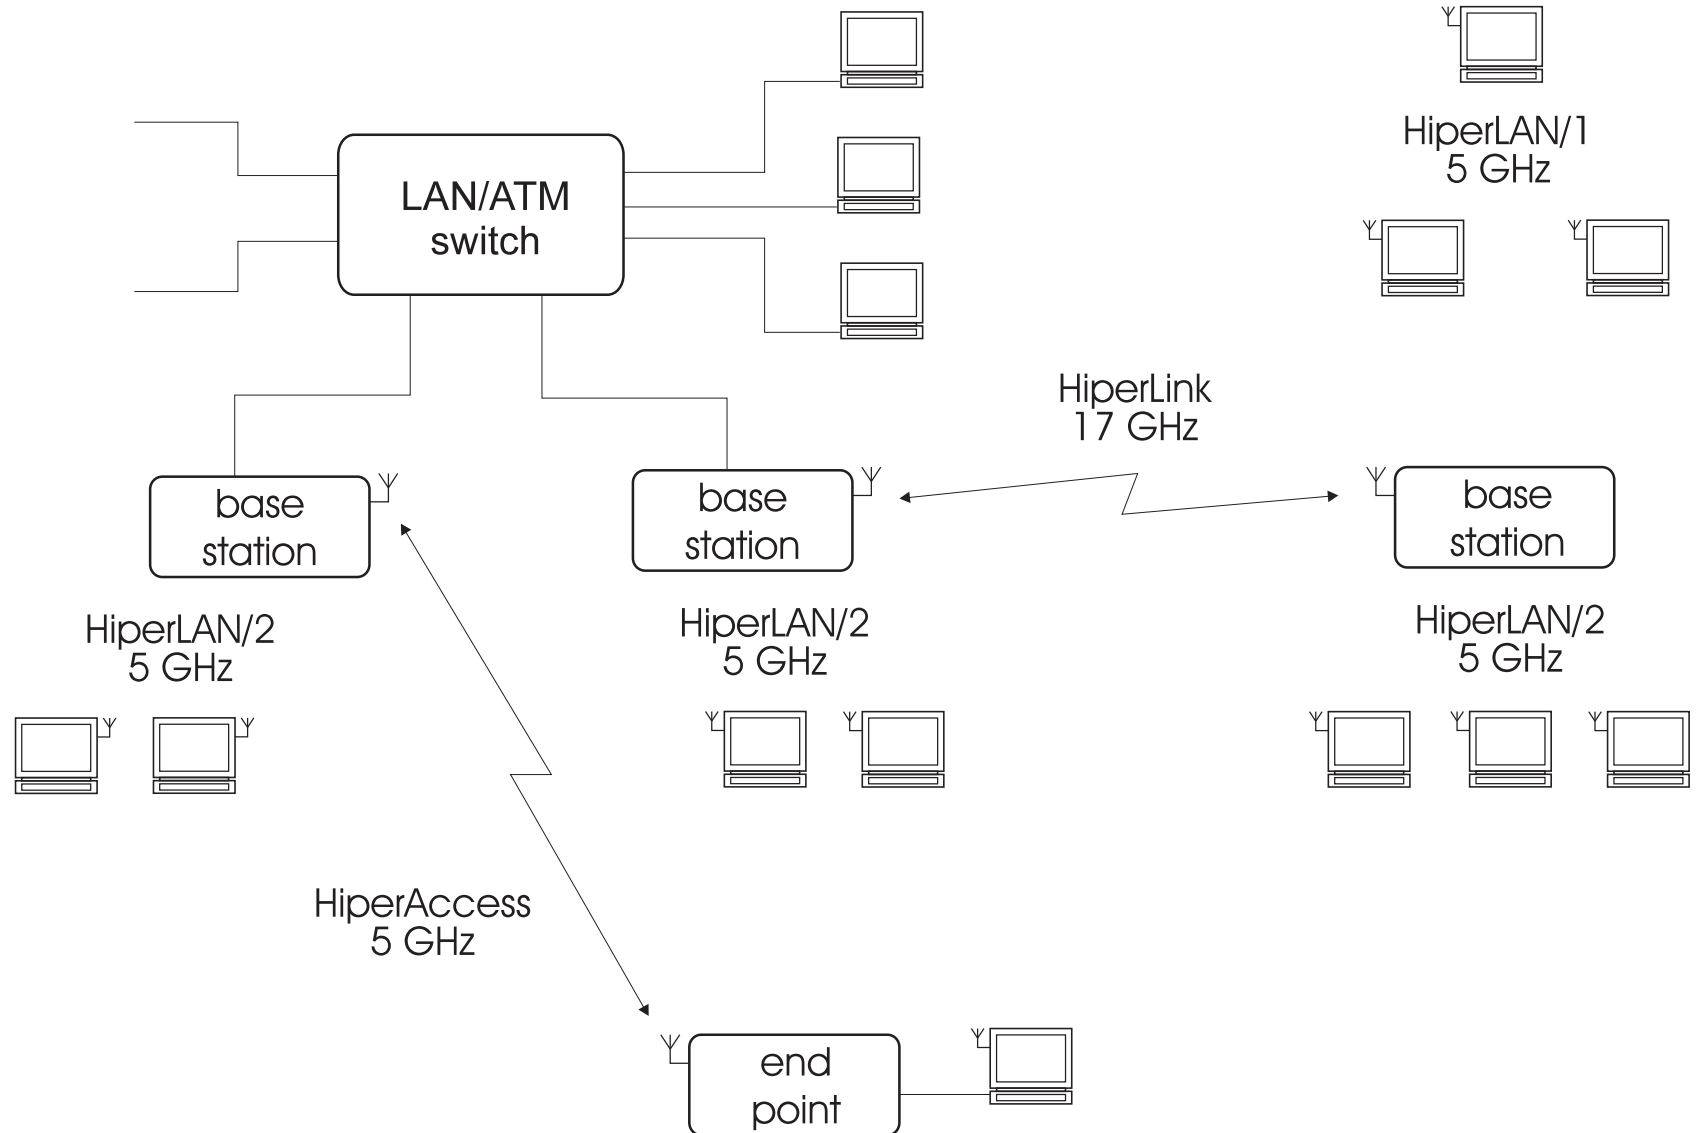 HiperLAN/1
5 GHz
LAN/ATM
switch
HiperLink
17 GHz
base
station
base
station
base
station
HiperLAN/2
5 GHz
HiperLAN/2
5 GHz
HiperLAN/2
5 GHz
HiperAccess
5 GHz
end
point